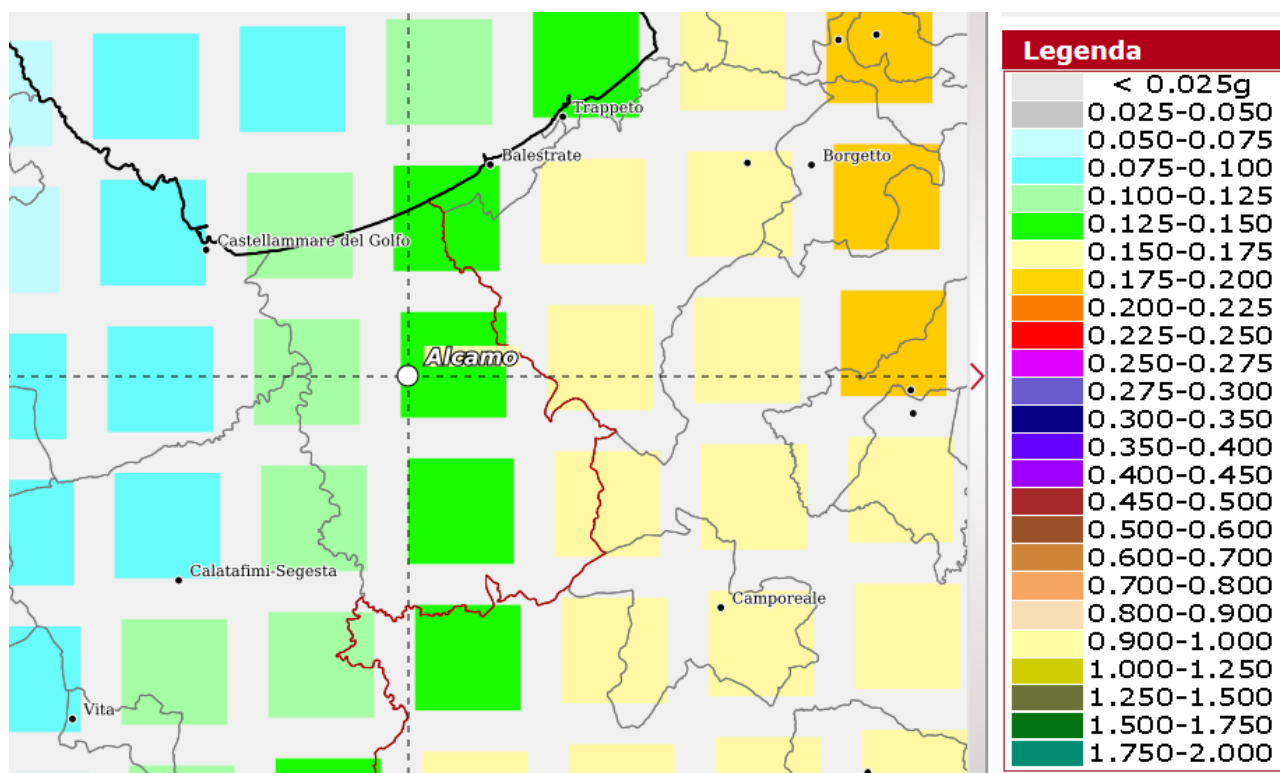 Trappeto
Balestrate
Borgetto
Castellammare del Golfo
Alcamo
Calatafimi-Segesta
Camporeale
Vita
Legenda
< 0.025g
0.025-0.050
0.050-0.075
0.075-0.100
0.100-0.125
0.125-0.150
0.150-0.175
0.175-0.200
0.200-0.225
0.225-0.250
0.250-0.275
0.275-0.300
0.300-0.350
0.350-0.400
0.400-0.450
0.450-0.500
0.500-0.600
0.600-0.700
0.700-0.800
0.800-0.900
0.900-1.000
1.000-1.250
1.250-1.500
1.500-1.750
1.750-2.000